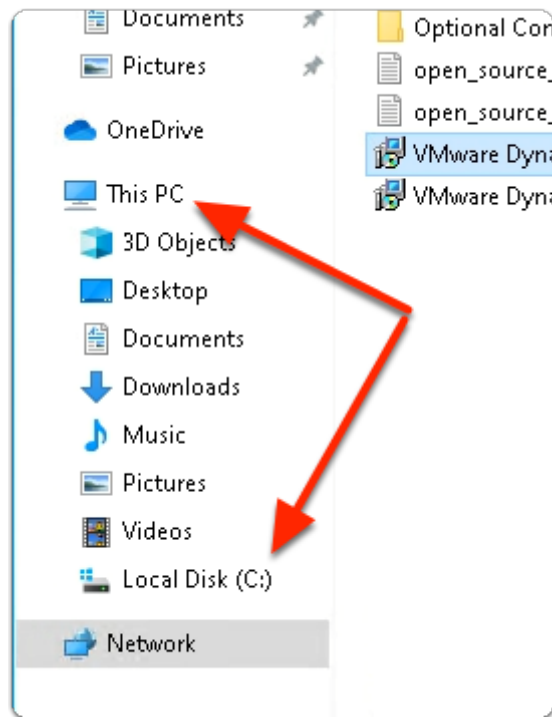 Documents
Pictures
OneDrive
This PC
3D Objects
Desktop
Documents
Downloads
Music
Pictures
Videos
Local Disk (C:)
Network
Optional Con
open_source_
open_source_
VMware Dyna
VMware Dyna